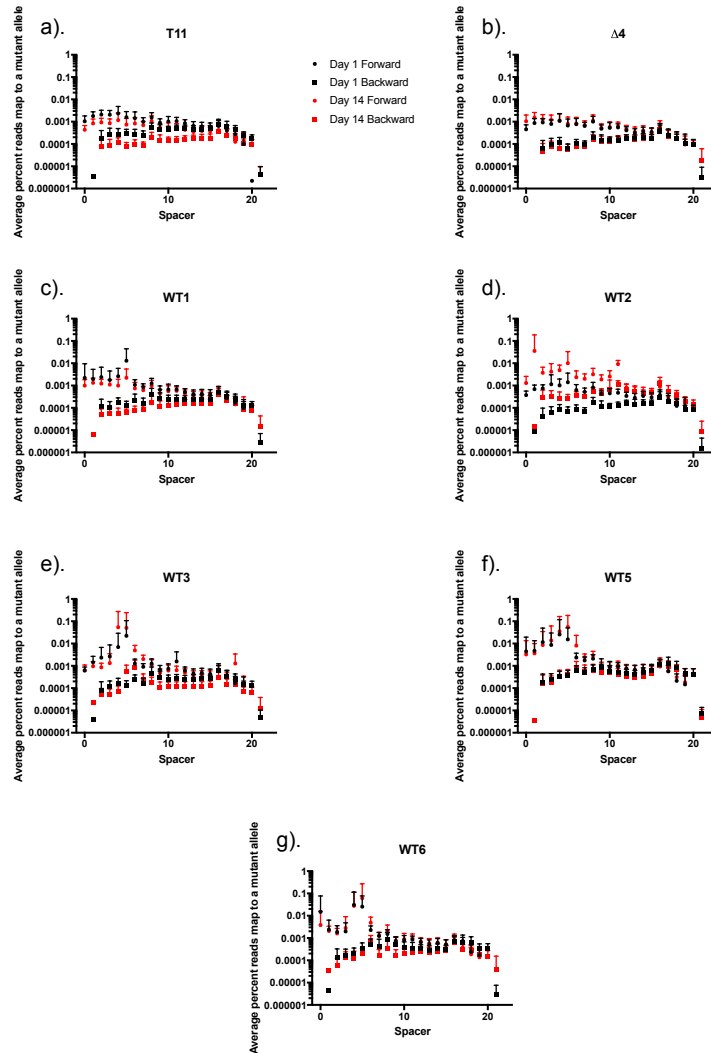 a).
T11
Average percent reads map to a mutant allele
1
0.1
0.01
0.001
0.0001
0.00001
0.000001
0 10 20
Spacer
Day 1 Forward
Day 1 Backward
Day 14 Forward
Day 14 Backward
b).
Δ4
Average percent reads map to a mutant allele
1
0.1
0.01
0.001
0.0001
0.00001
0.000001
0 10 20
Spacer
c).
WT1
Average percent reads map to a mutant allele
1
0.1
0.01
0.001
0.0001
0.00001
0.000001
0 10 20
Spacer
d).
WT2
Average percent reads map to a mutant allele
1
0.1
0.01
0.001
0.0001
0.00001
0.000001
0 10 20
Spacer
e).
WT3
Average percent reads map to a mutant allele
1
0.1
0.01
0.001
0.0001
0.00001
0.000001
0 10 20
Spacer
f).
WT5
Average percent reads map to a mutant allele
1
0.1
0.01
0.001
0.0001
0.00001
0.000001
0 10 20
Spacer
g).
WT6
Average percent reads map to a mutant allele
1
0.1
0.01
0.001
0.0001
0.00001
0.000001
0 10 20
Spacer